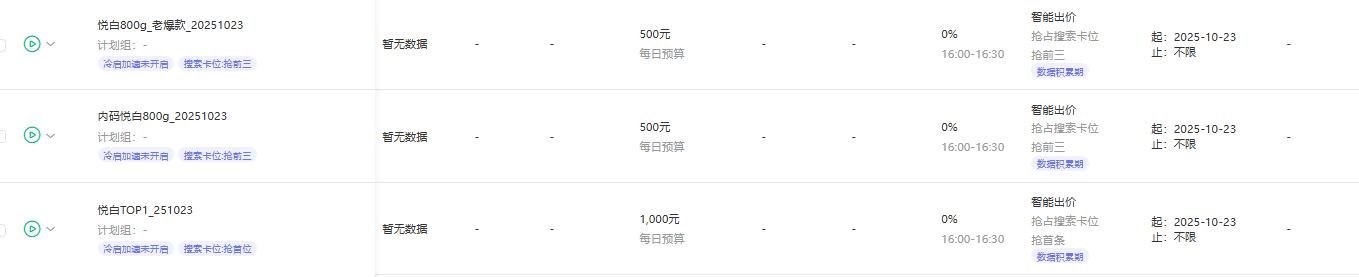 悦白800g_老爆款_20251023
计划组: -
冷启加速未开启 搜索卡位:抢前三
暂无数据 - - 500元 - - 0% 智能出价 起: 2025-10-23 -
每日预算 16:00-16:30 抢占搜索卡位 止: 不限
抢前三
数据积累期
内码悦白800g_20251023
计划组: -
冷启加速未开启 搜索卡位:抢前三
暂无数据 - - 500元 - - 0% 智能出价 起: 2025-10-23 -
每日预算 16:00-16:30 抢占搜索卡位 止: 不限
抢前三
数据积累期
悦白TOP1_251023
计划组: -
冷启加速未开启 搜索卡位:抢首位
暂无数据 - - 1,000元 - - 0% 智能出价 起: 2025-10-23 -
每日预算 16:00-16:30 抢占搜索卡位 止: 不限
抢首条
数据积累期